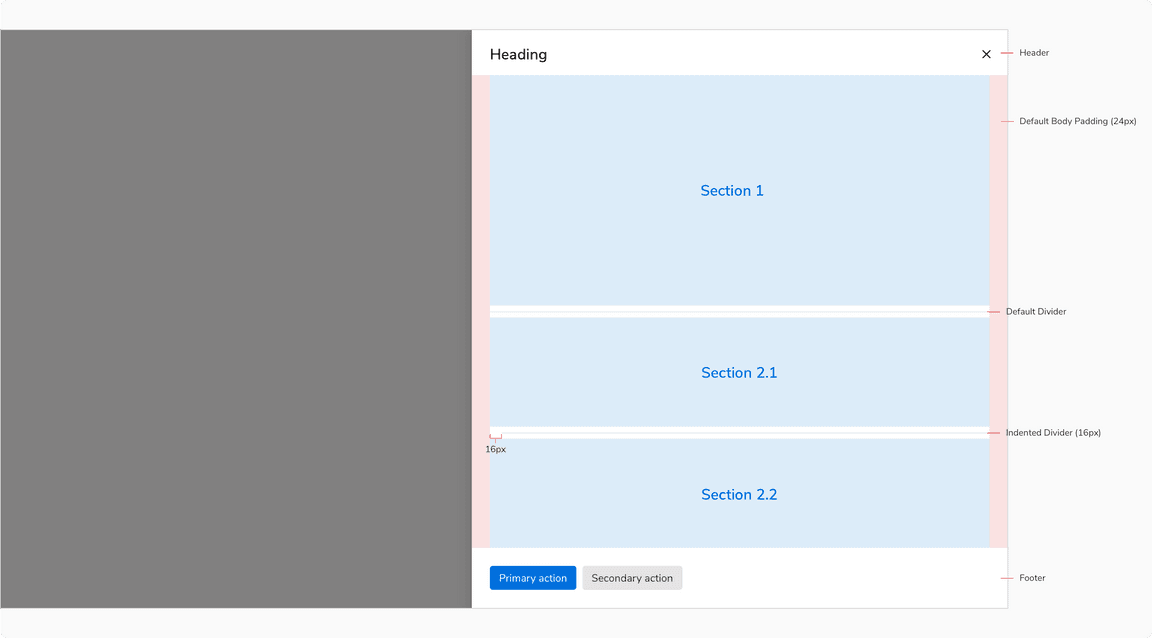 Heading
Header
Default Body Padding (24px)
Section 1
Default Divider
Section 2.1
Indented Divider (16px)
16px
Section 2.2
Primary action
Secondary action
Footer